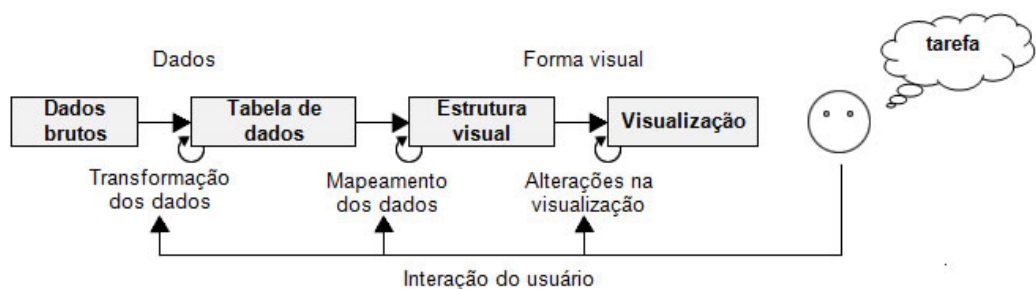 Dados
Forma visual
tarefa
Dados
brutos
Tabela de
dados
Estrutura
visual
Visualização
Transformação
dos dados
Mapeamento
dos dados
Alterações na
visualização
Interação do usuário